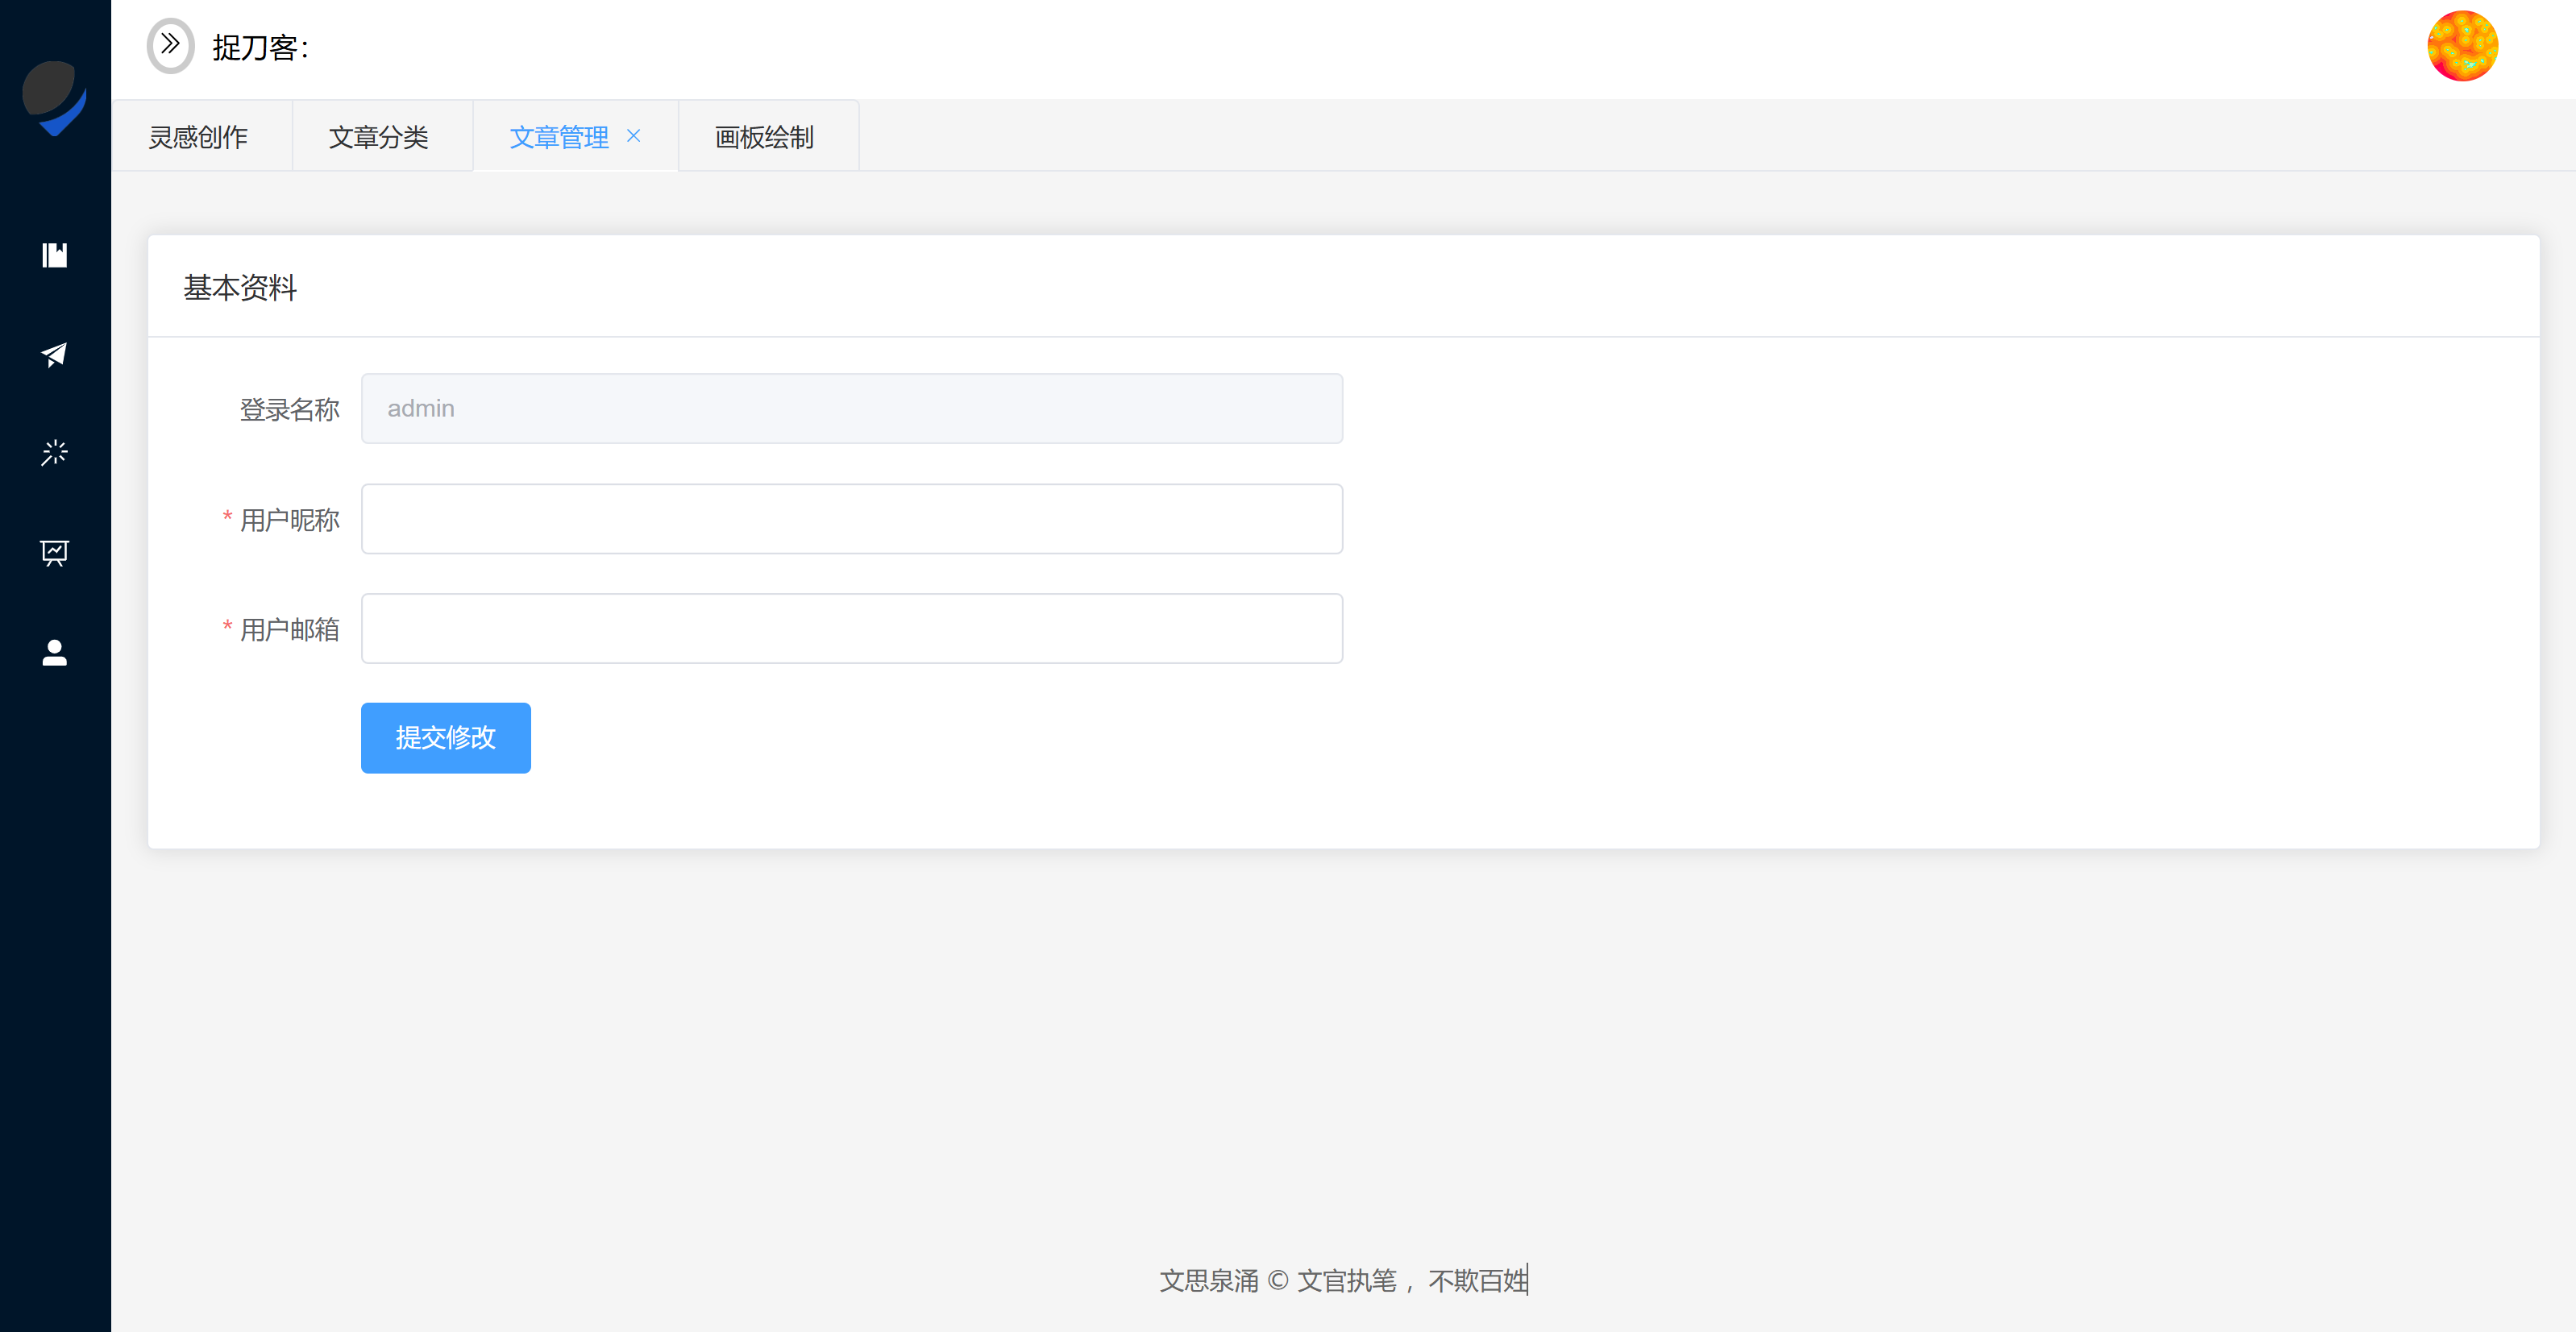 捉刀客：
灵感创作 文章分类 文章管理 画板绘制
基本资料
登录名称 admin
* 用户昵称
* 用户邮箱
提交修改
文思泉涌 © 文官执笔 ，不欺百姓